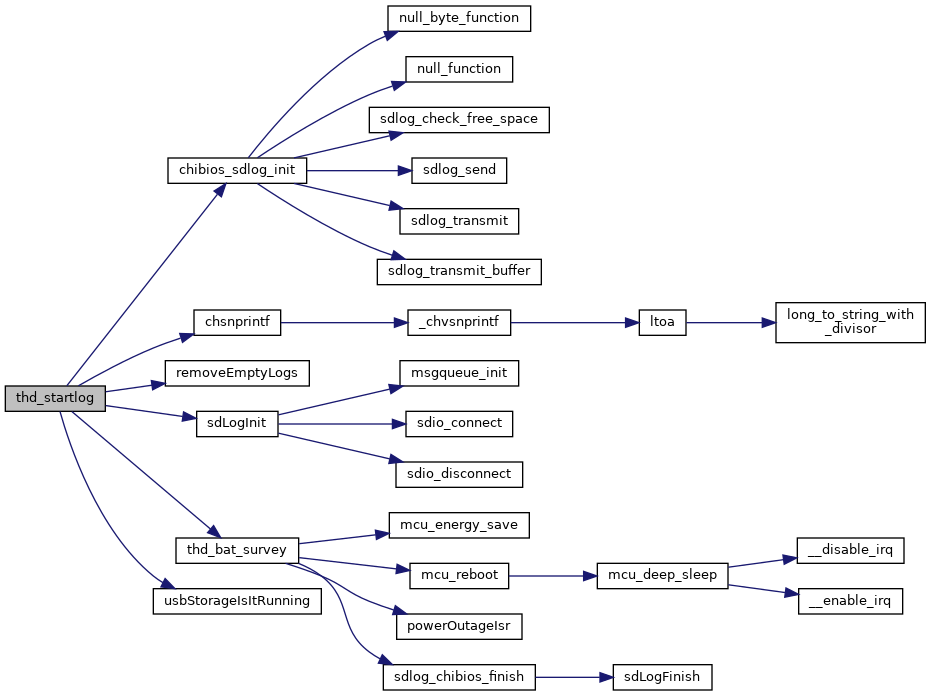 null_byte_function
null_function
sdlog_check_free_space
chibios_sdlog_init
sdlog_send
sdlog_transmit
sdlog_transmit_buffer
chsnprintf
_chvsnprintf
ltoa
long_to_string_with
_divisor
removeEmptyLogs
msgqueue_init
thd_startlog
sdLogInit
sdio_connect
sdio_disconnect
mcu_energy_save
thd_bat_survey
__disable_irq
mcu_reboot
mcu_deep_sleep
usbStorageIsItRunning
__enable_irq
powerOutageIsr
sdlog_chibios_finish
sdLogFinish